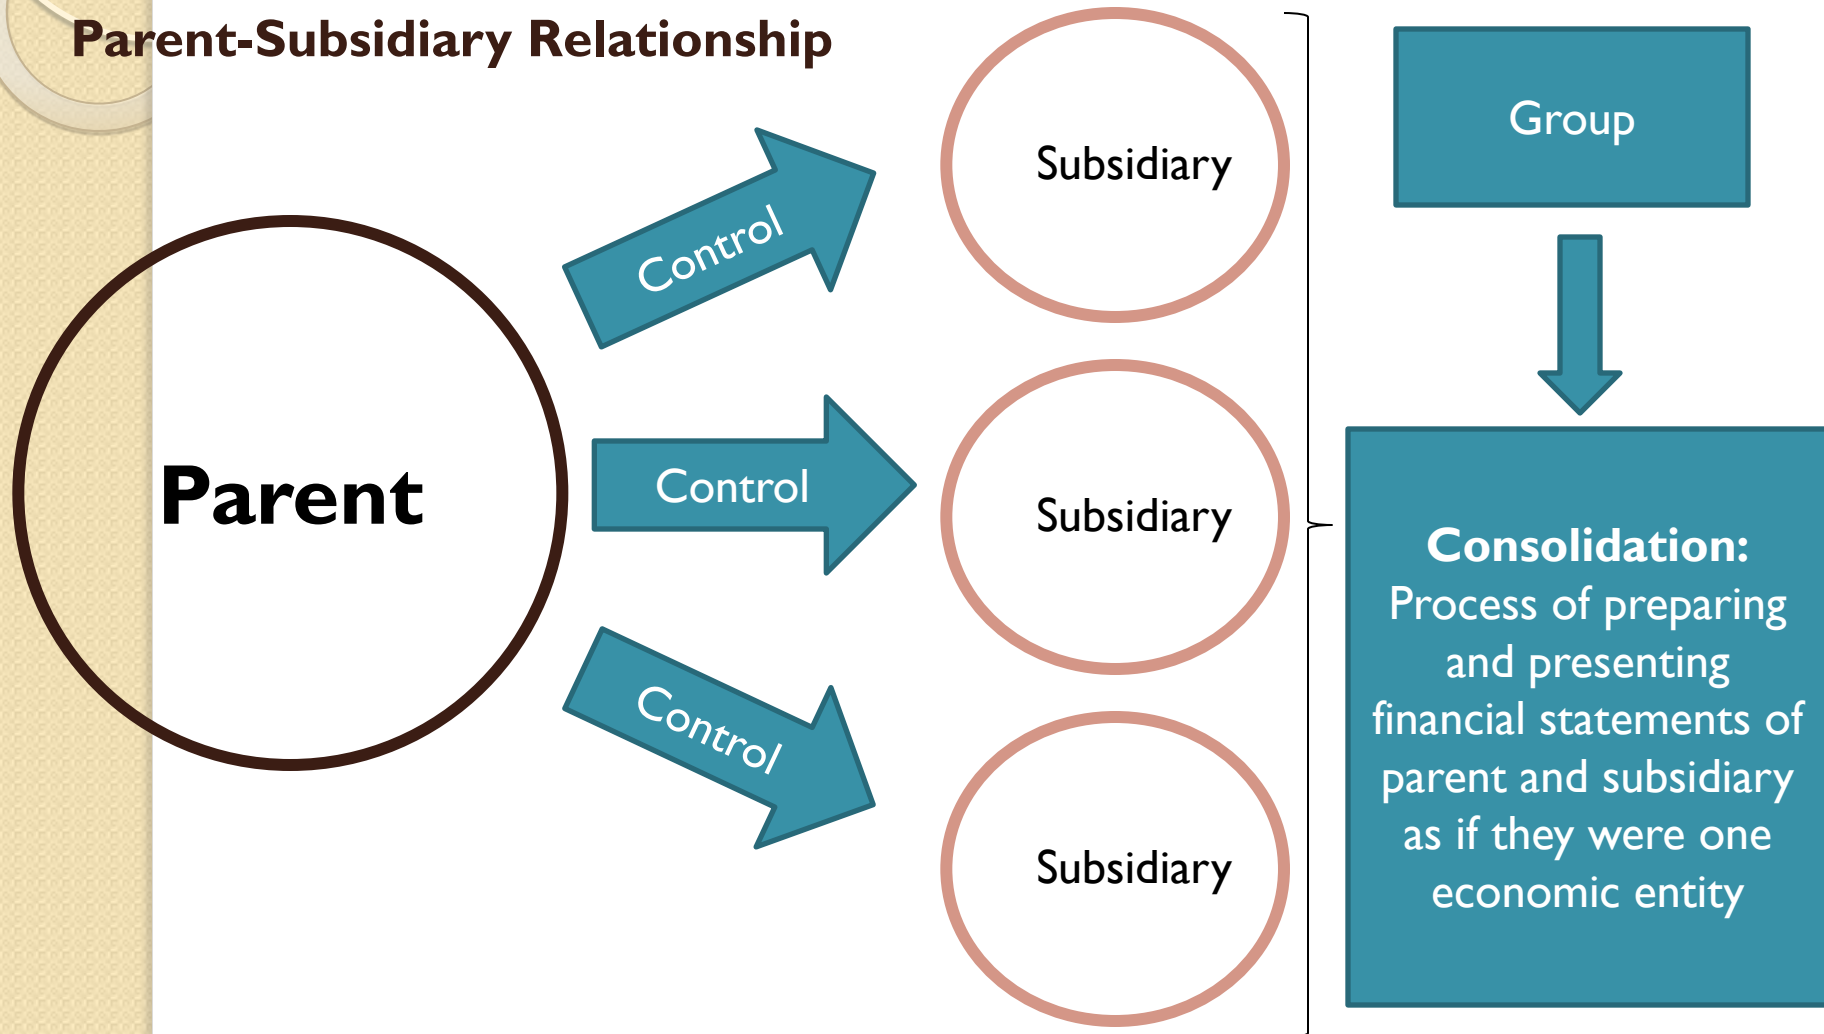 Parent-Subsidiary Relationship
Parent
Control
Control
Control
Subsidiary
Subsidiary
Subsidiary
Group
Consolidation:
Process of preparing
and presenting
financial statements of
parent and subsidiary
as if they were one
economic entity